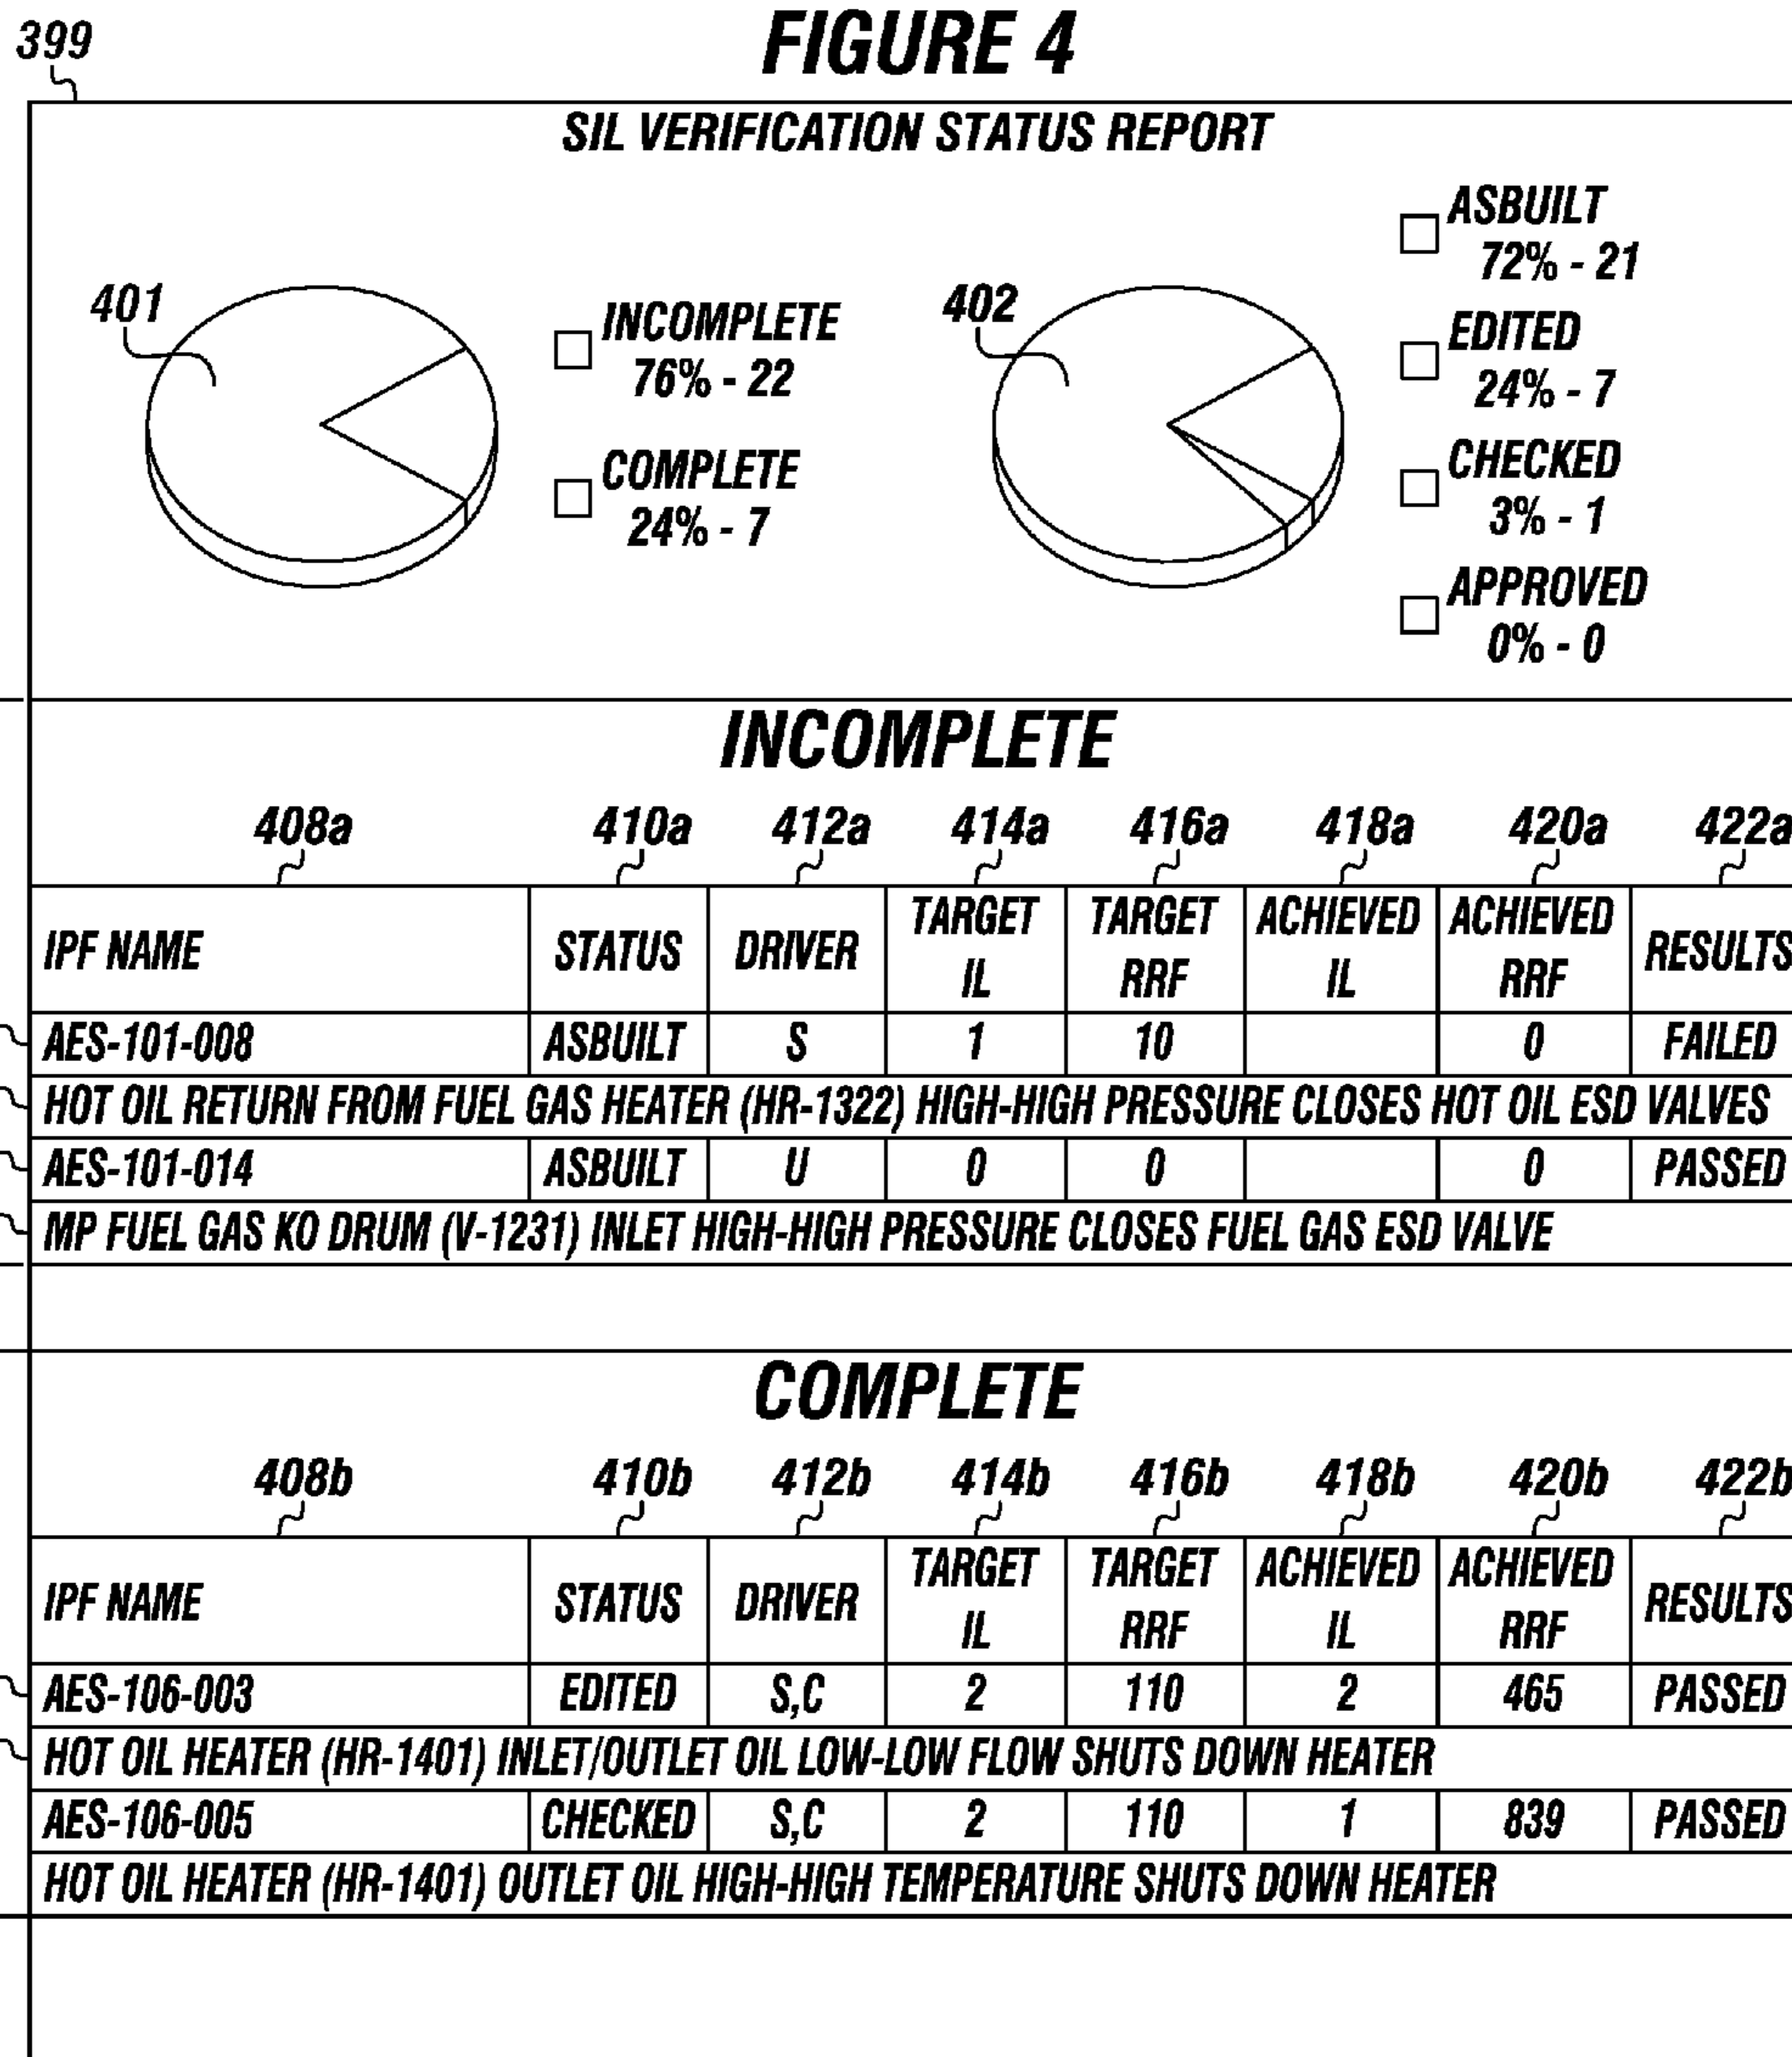 FIGURE 4
399
SIL VERIFICATION STATUS REPORT
401
INCOMPLETE
76% - 22
COMPLETE
24% - 7
402
ASBUILT
72% - 21
EDITED
24% - 7
CHECKED
3% - 1
APPROVED
0% - 0
INCOMPLETE
408a 410a 412a 414a 416a 418a 420a 422a
IPF NAME STATUS DRIVER TARGET IL TARGET RRF ACHIEVED IL ACHIEVED RRF RESULTS
AES-101-008 ASBUILT S 1 10 0 FAILED
HOT OIL RETURN FROM FUEL GAS HEATER (HR-1322) HIGH-HIGH PRESSURE CLOSES HOT OIL ESD VALVES
AES-101-014 ASBUILT U 0 0 0 PASSED
MP FUEL GAS KO DRUM (V-1231) INLET HIGH-HIGH PRESSURE CLOSES FUEL GAS ESD VALVE
COMPLETE
408b 410b 412b 414b 416b 418b 420b 422b
IPF NAME STATUS DRIVER TARGET IL TARGET RRF ACHIEVED IL ACHIEVED RRF RESULTS
AES-106-003 EDITED S,C 2 110 2 465 PASSED
HOT OIL HEATER (HR-1401) INLET/OUTLET OIL LOW-LOW FLOW SHUTS DOWN HEATER
AES-106-005 CHECKED S,C 2 110 1 839 PASSED
HOT OIL HEATER (HR-1401) OUTLET OIL HIGH-HIGH TEMPERATURE SHUTS DOWN HEATER